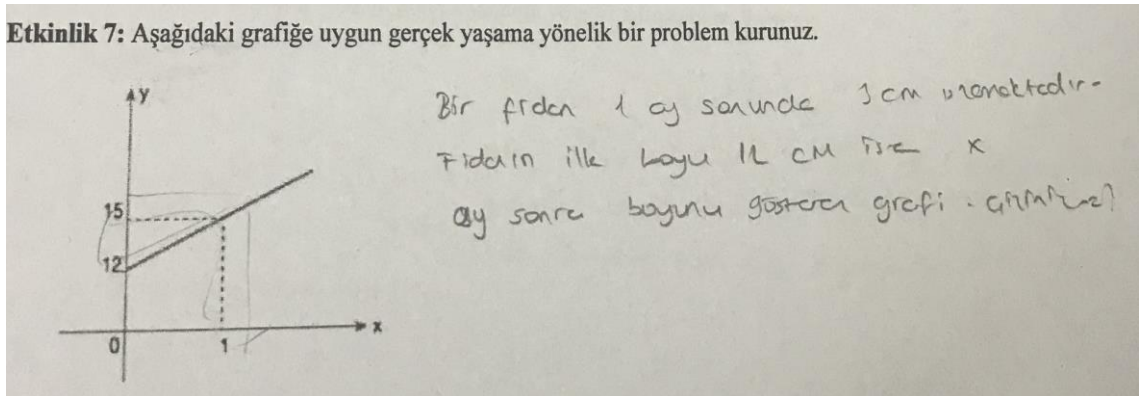 Etkinlik 7: Aşağıdaki grafiğe uygun gerçek yaşama yönelik bir problem kurunuz.
y
15
12
0
1
x
Bir fidan 1 ay sonunda 3 cm uzamaktadır.
Fidanın ilk boyu 12 cm ise x
ay sonra boyunu gösteren grafi çiziniz?